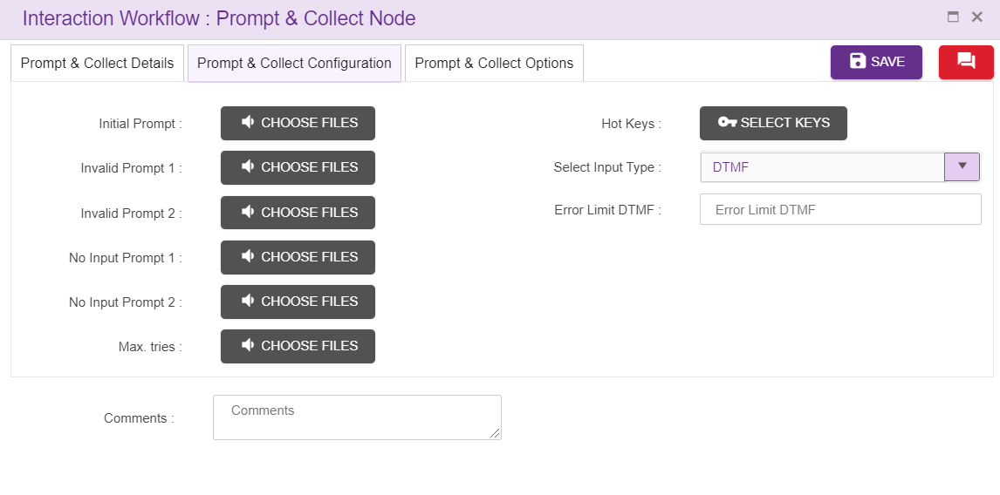 Interaction Workflow : Prompt & Collect Node
Prompt & Collect Details
Prompt & Collect Configuration
Prompt & Collect Options
SAVE
Initial Prompt :
CHOOSE FILES
Hot Keys :
SELECT KEYS
Invalid Prompt 1 :
CHOOSE FILES
Select Input Type :
DTMF
Invalid Prompt 2 :
CHOOSE FILES
Error Limit DTMF :
Error Limit DTMF
No Input Prompt 1 :
CHOOSE FILES
No Input Prompt 2 :
CHOOSE FILES
Max. tries :
CHOOSE FILES
Comments :
Comments